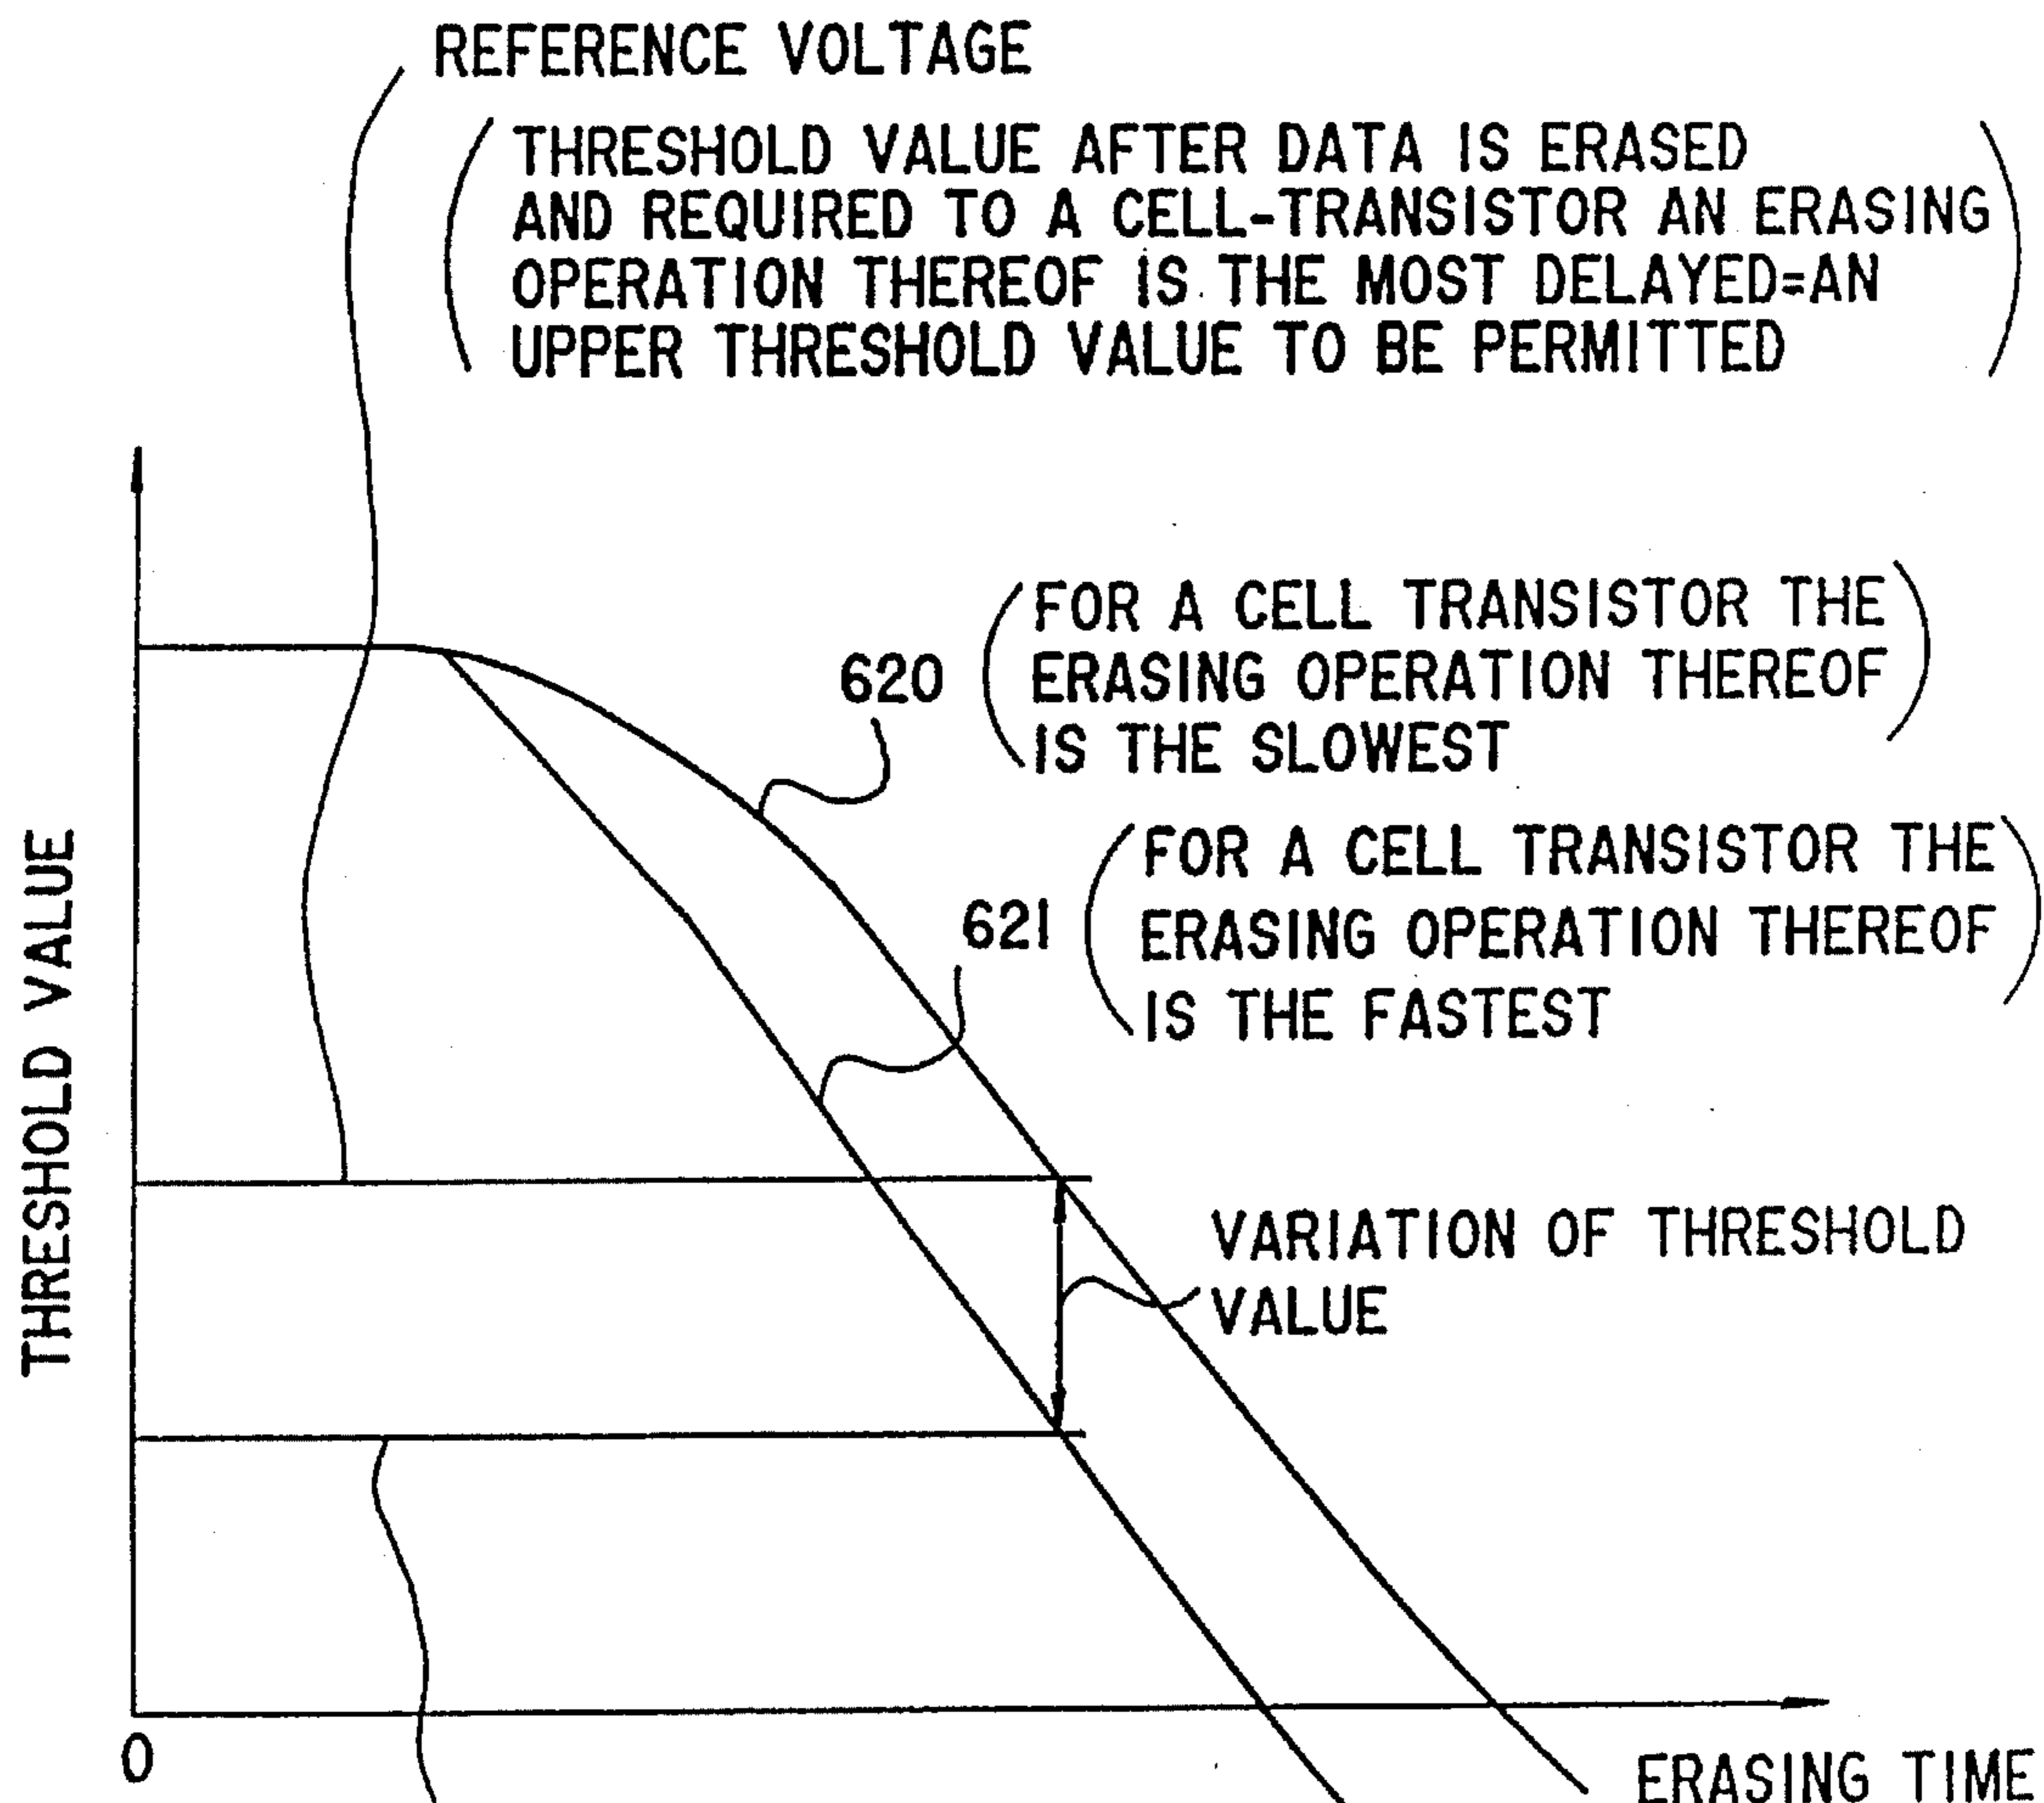 REFERENCE VOLTAGE
THRESHOLD VALUE AFTER DATA IS ERASED
AND REQUIRED TO A CELL-TRANSISTOR AN ERASING
OPERATION THEREOF IS THE MOST DELAYED=AN
UPPER THRESHOLD VALUE TO BE PERMITTED
620
FOR A CELL TRANSISTOR THE
ERASING OPERATION THEREOF
IS THE SLOWEST
621
FOR A CELL TRANSISTOR THE
ERASING OPERATION THEREOF
IS THE FASTEST
THRESHOLD VALUE
VARIATION OF THRESHOLD
VALUE
0
ERASING TIME